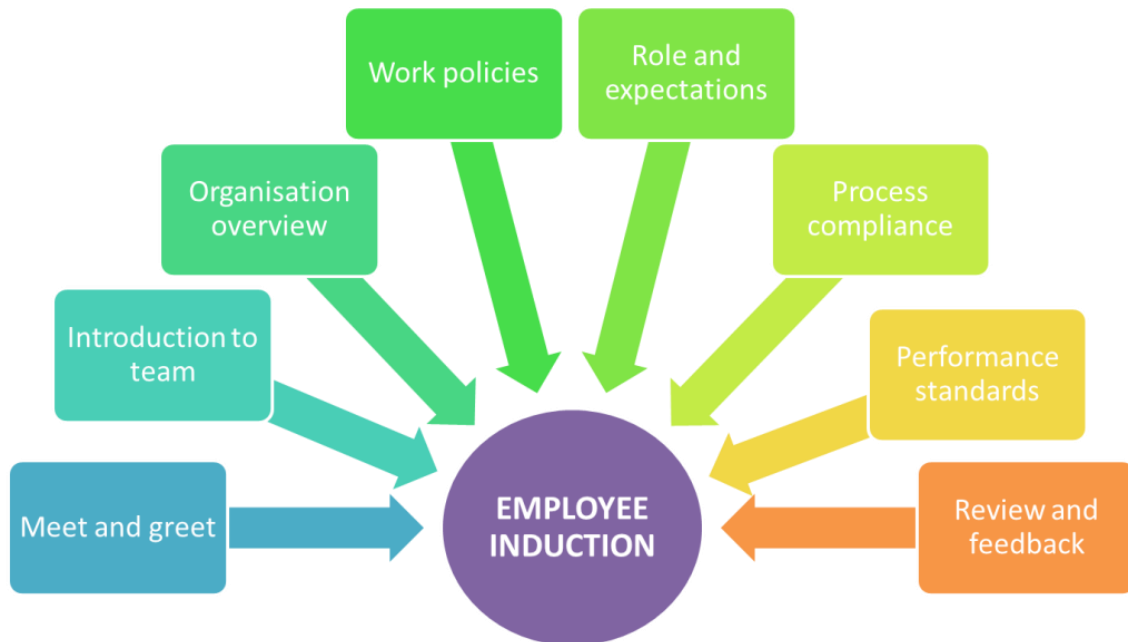 Work policies
Role and
expectations
Organisation
overview
Process
compliance
Introduction to
team
Performance
standards
Meet and greet
EMPLOYEE
INDUCTION
Review and
feedback